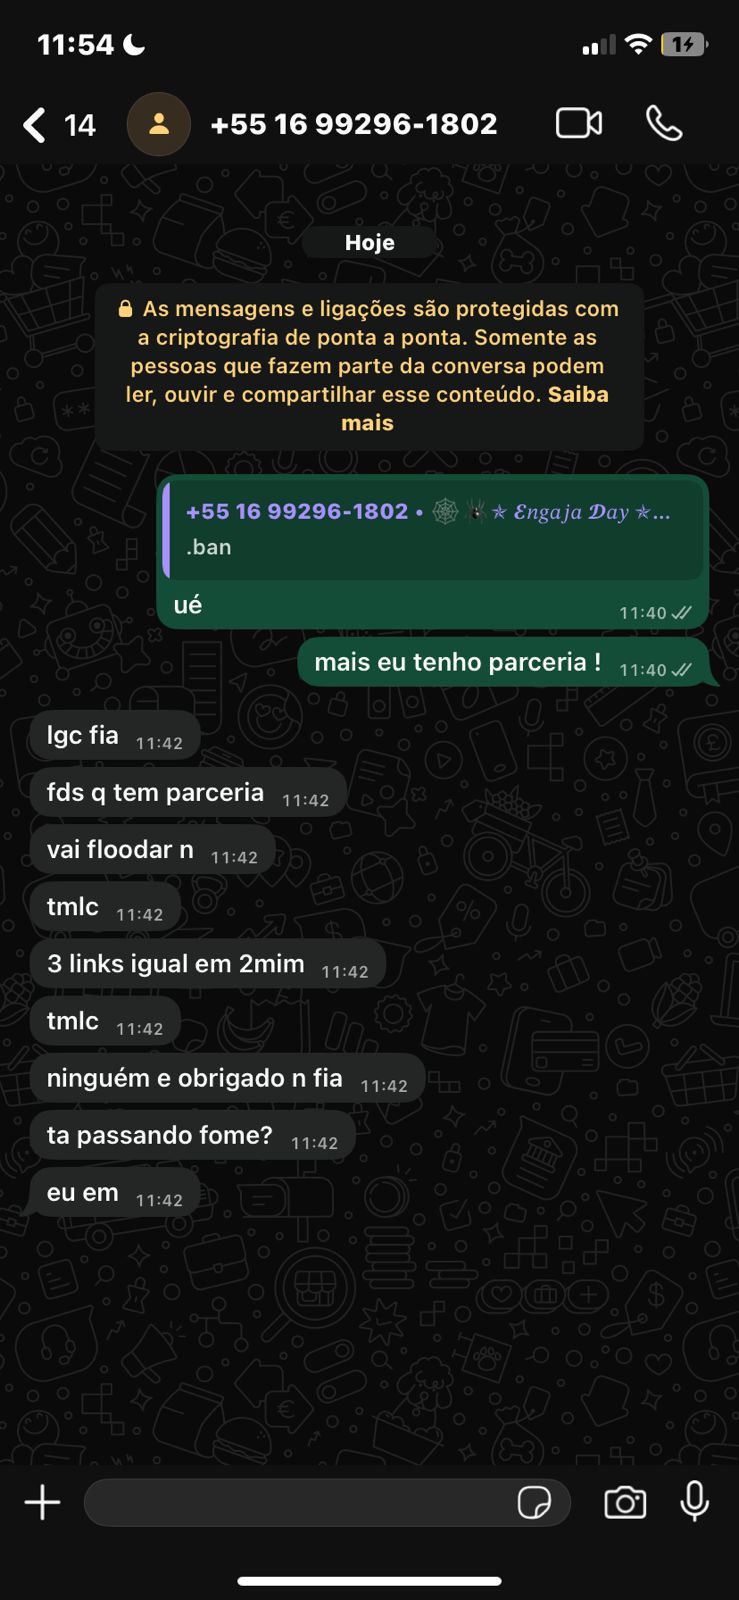 11:54
1
14
+55 16 99296-1802
Hoje
As mensagens e ligações são protegidas com
a criptografia de ponta a ponta. Somente as
pessoas que fazem parte da conversa podem
ler, ouvir e compartilhar esse conteúdo. Saiba
mais
+55 16 99296-1802 • 🕸🕷✯ 𝓔𝑛𝑔𝑎𝑗𝑎 𝓓𝑎𝑦 ✯...
.ban
ué 11:40
mais eu tenho parceria ! 11:40
lgc fia 11:42
fds q tem parceria 11:42
vai floodar n 11:42
tmlc 11:42
3 links igual em 2mim 11:42
tmlc 11:42
ninguém e obrigado n fia 11:42
ta passando fome? 11:42
eu em 11:42